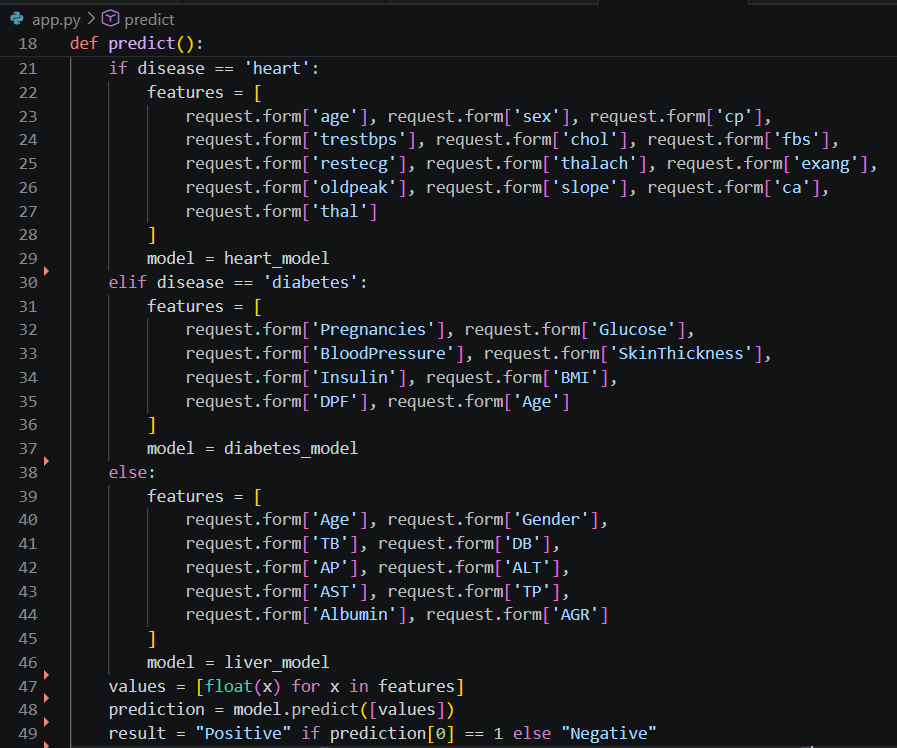 app.py > predict
18 def predict():
21     if disease == 'heart':
22         features = [
23             request.form['age'], request.form['sex'], request.form['cp'],
24             request.form['trestbps'], request.form['chol'], request.form['fbs'],
25             request.form['restecg'], request.form['thalach'], request.form['exang'],
26             request.form['oldpeak'], request.form['slope'], request.form['ca'],
27             request.form['thal']
28         ]
29         model = heart_model
30     elif disease == 'diabetes':
31         features = [
32             request.form['Pregnancies'], request.form['Glucose'],
33             request.form['BloodPressure'], request.form['SkinThickness'],
34             request.form['Insulin'], request.form['BMI'],
35             request.form['DPF'], request.form['Age']
36         ]
37         model = diabetes_model
38     else:
39         features = [
40             request.form['Age'], request.form['Gender'],
41             request.form['TB'], request.form['DB'],
42             request.form['AP'], request.form['ALT'],
43             request.form['AST'], request.form['TP'],
44             request.form['Albumin'], request.form['AGR']
45         ]
46         model = liver_model
47     values = [float(x) for x in features]
48     prediction = model.predict([values])
49     result = "Positive" if prediction[0] == 1 else "Negative"